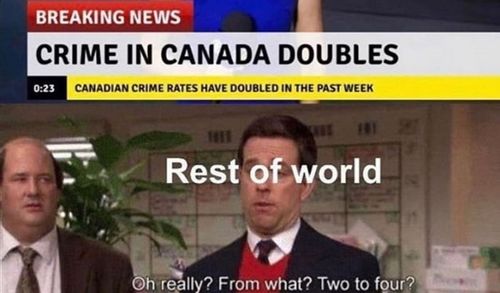 BREAKING NEWS
CRIME IN CANADA DOUBLES
0:23 CANADIAN CRIME RATES HAVE DOUBLED IN THE PAST WEEK
Rest of world
Oh really? From what? Two to four?